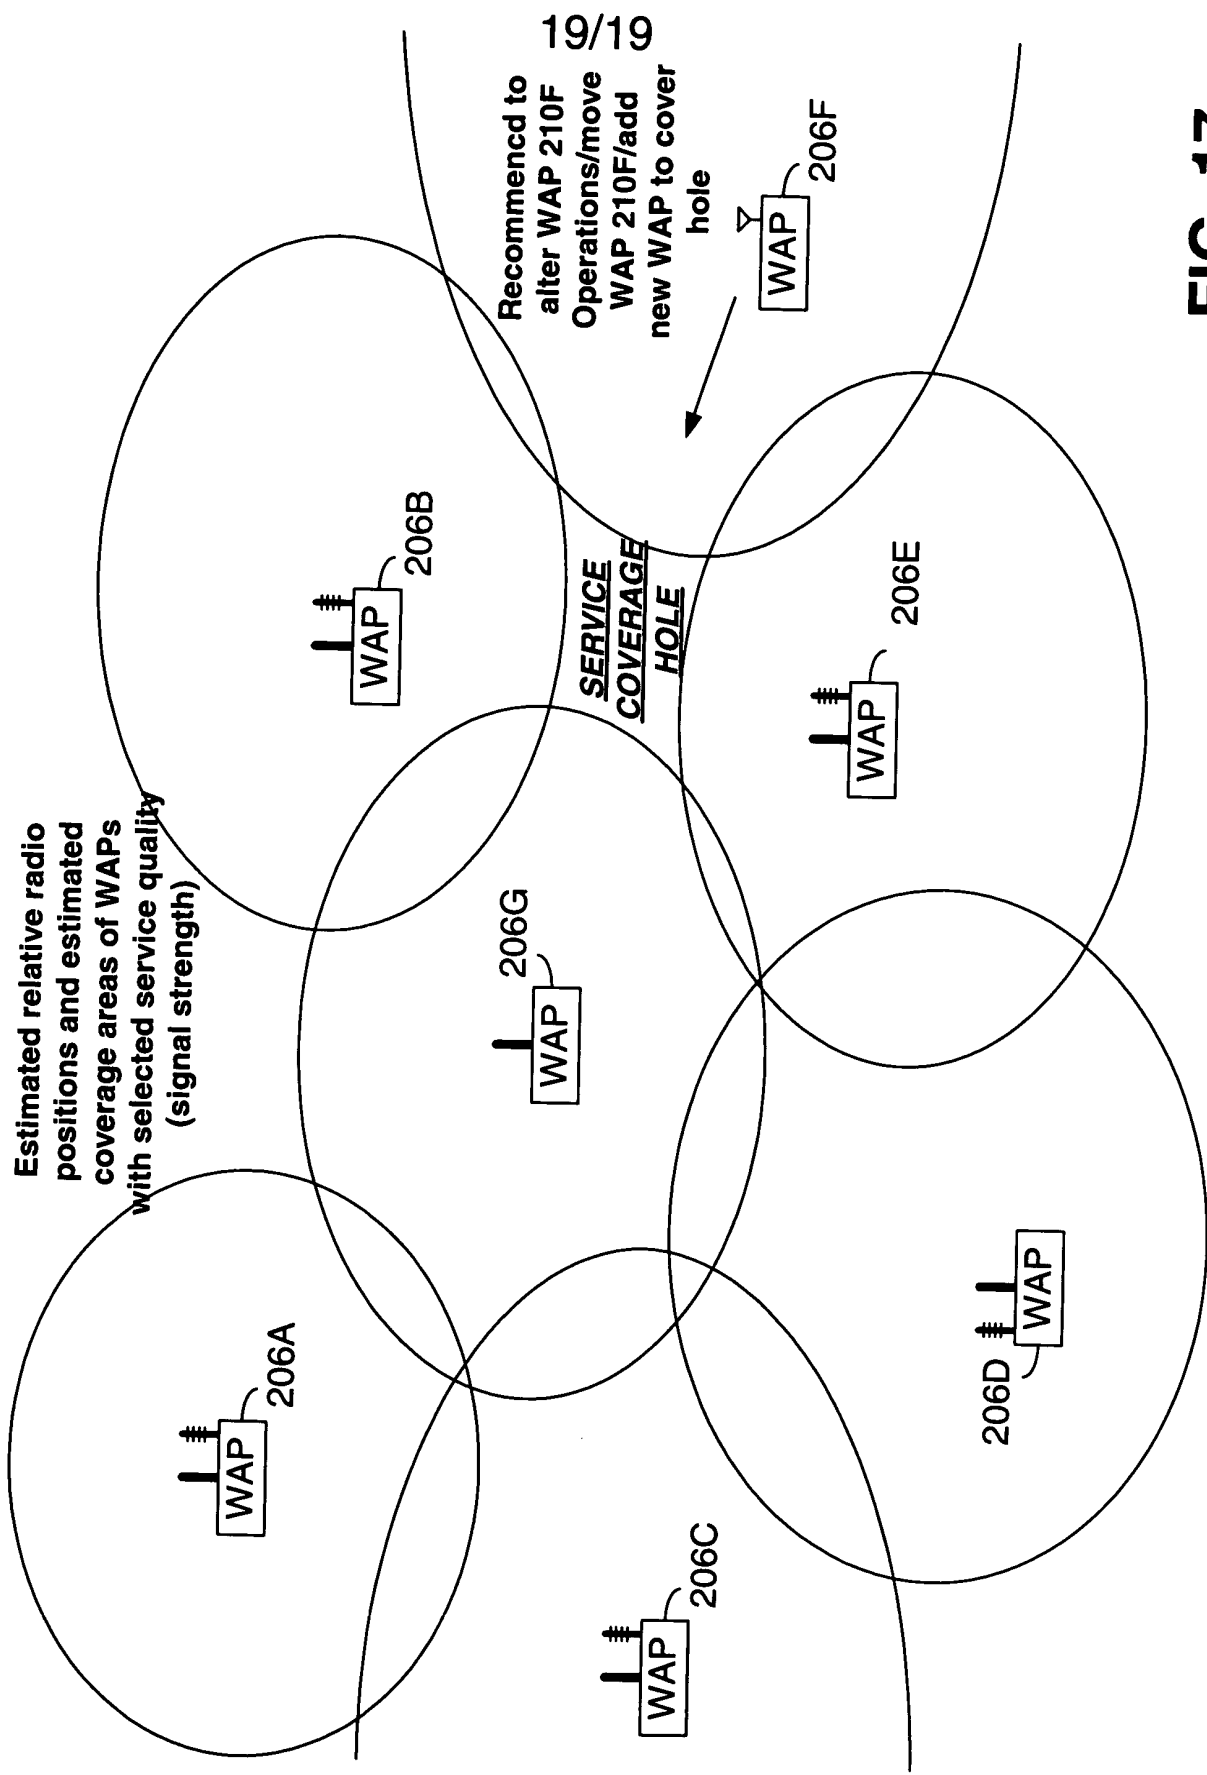 19/19
Estimated relative radio
positions and estimated
coverage areas of WAPs
with selected service quality
(signal strength)
Recommencd to
alter WAP 210F
Operations/move
WAP 210F/add
new WAP to cover
hole
WAP
206A
WAP
206B
WAP
206G
SERVICE
COVERAGE
HOLE
WAP
206F
WAP
206C
WAP
206D
WAP
206E
FIG. 17